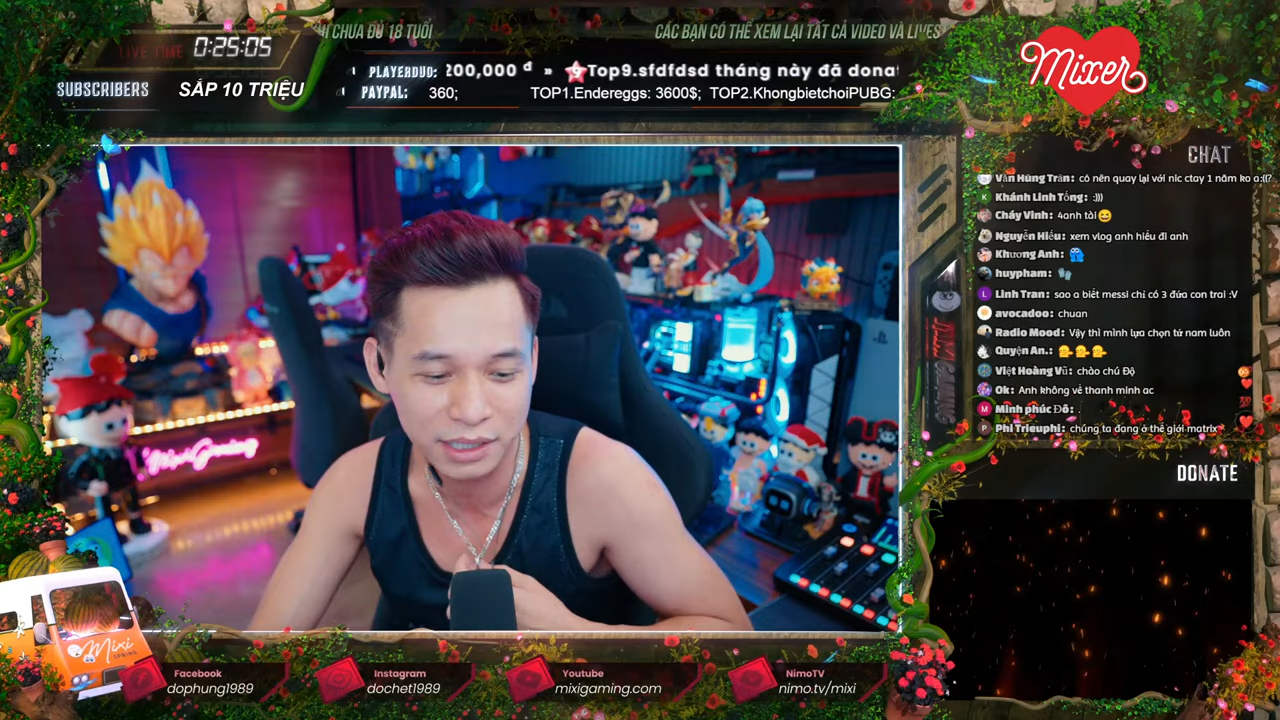 CHƯA ĐỦ 18 TUỔI
CÁC BẠN CÓ THỂ XEM LẠI TẤT CẢ VIDEO VÀ LIVES
LIVE TIME 0:25:05
SUBSCRIBERS SẮP 10 TRIỆU
PLAYERDUO: 200,000 đ » 9 Top9.sfdfdsd tháng này đã dona
PAYPAL: 360; TOP1.Endereggs: 3600$; TOP2.KhongbietchoiPUBG:
Mixer
CHAT
Văn Hùng Trần: có nên quay lại với nic ctay 1 năm ko a:((?
Khánh Linh Tống: :)))
Cháy Vinh: 4anh tài😆
Nguyễn Hiếu: xem vlog anh hiếu đi anh
Khương Anh:
huypham:
Linh Tran: sao a biết messi chỉ có 3 đứa con trai :V
avocadoo: chuan
Radio Mood: Vậy thì mình lựa chọn tứ nam luôn
Quyện An.:
Việt Hoàng Vũ: chào chú Độ
Ok: Anh không về thanh minh ac
Minh phúc Đỗ: .
Phi Trieuphi: chúng ta đang ở thế giới matrix
DONATE
MixiGaming
Mixi
SPRING
Facebook
dophung1989
Instagram
dochet1989
Youtube
mixigaming.com
NimoTV
nimo.tv/mixi